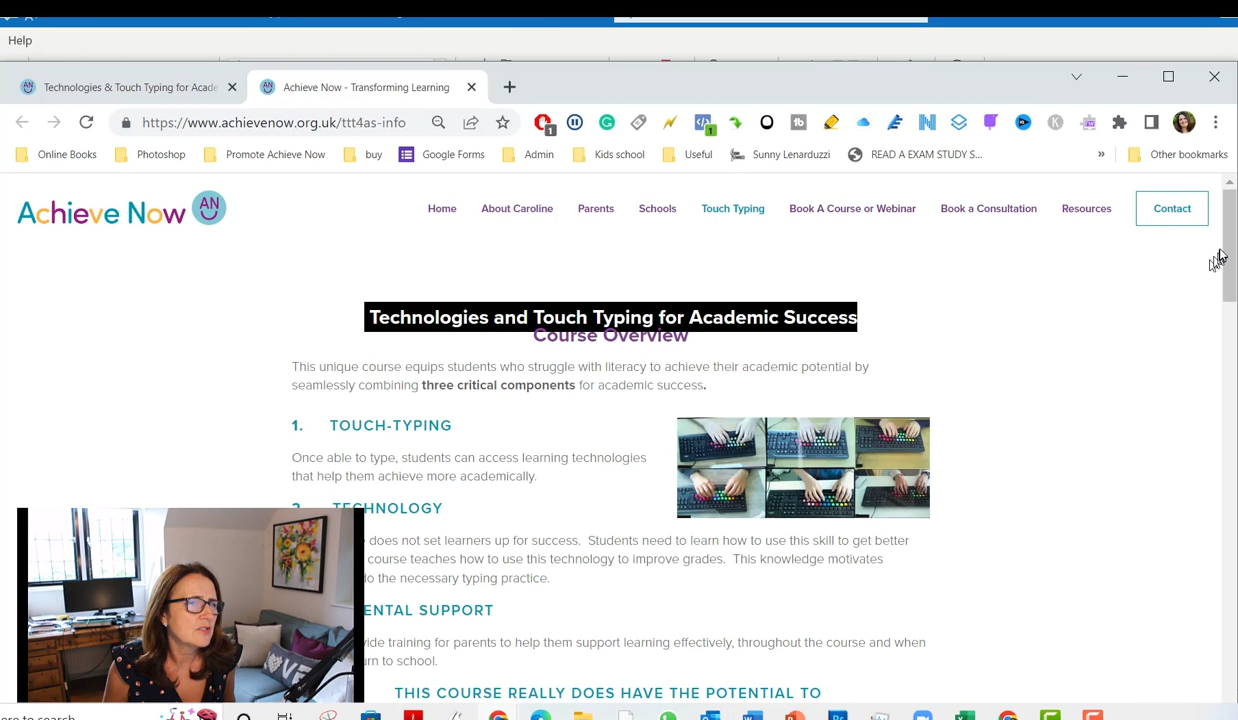 Help
Technologies & Touch Typing for Acade
Achieve Now - Transforming Learning
https://www.achievenow.org.uk/ttt4as-info
Online Books Photoshop Promote Achieve Now buy Google Forms Admin Kids school Useful Sunny Lenarduzzi READ A EXAM STUDY S... » Other bookmarks
Achieve Now AN
Home About Caroline Parents Schools Touch Typing Book A Course or Webinar Book a Consultation Resources Contact
Technologies and Touch Typing for Academic Success
Course Overview
This unique course equips students who struggle with literacy to achieve their academic potential by
seamlessly combining three critical components for academic success.
1. TOUCH-TYPING
Once able to type, students can access learning technologies
that help them achieve more academically.
2. TECHNOLOGY
does not set learners up for success. Students need to learn how to use this skill to get better
course teaches how to use this technology to improve grades. This knowledge motivates
do the necessary typing practice.
ENTAL SUPPORT
vide training for parents to help them support learning effectively, throughout the course and when
urn to school.
THIS COURSE REALLY DOES HAVE THE POTENTIAL TO
ere to search